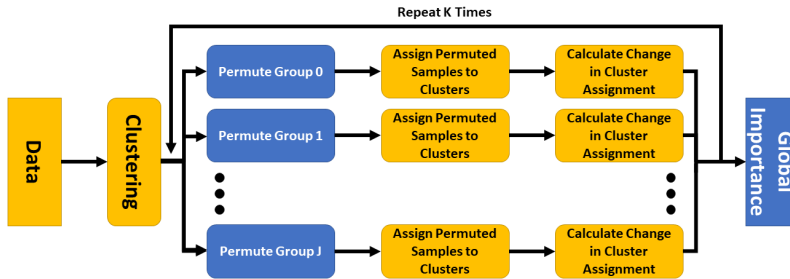 Repeat K Times
Data
Clustering
Permute Group 0
Assign Permuted
Samples to
Clusters
Calculate Change
in Cluster
Assignment
Permute Group 1
Assign Permuted
Samples to
Clusters
Calculate Change
in Cluster
Assignment
Permute Group J
Assign Permuted
Samples to
Clusters
Calculate Change
in Cluster
Assignment
Global
Importance